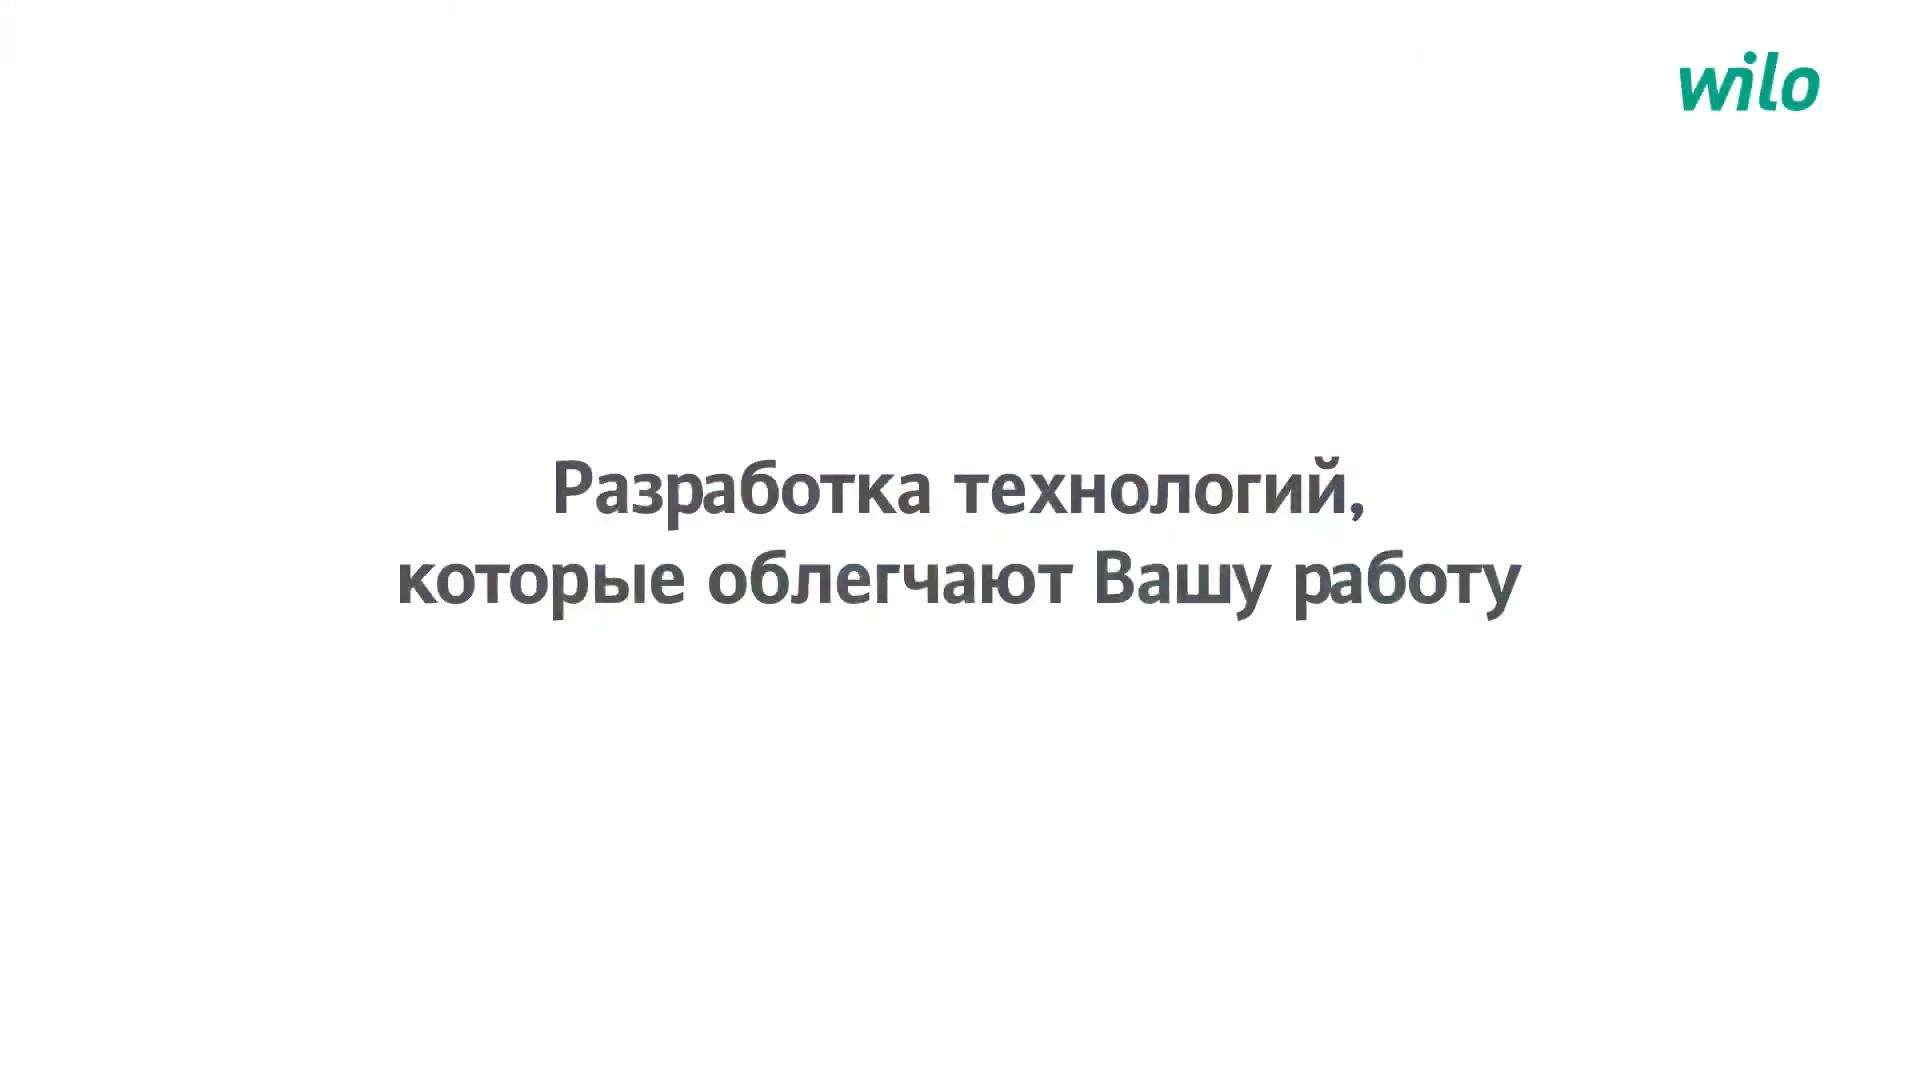 wilo
Разработка технологий,
которые облегчают Вашу работу